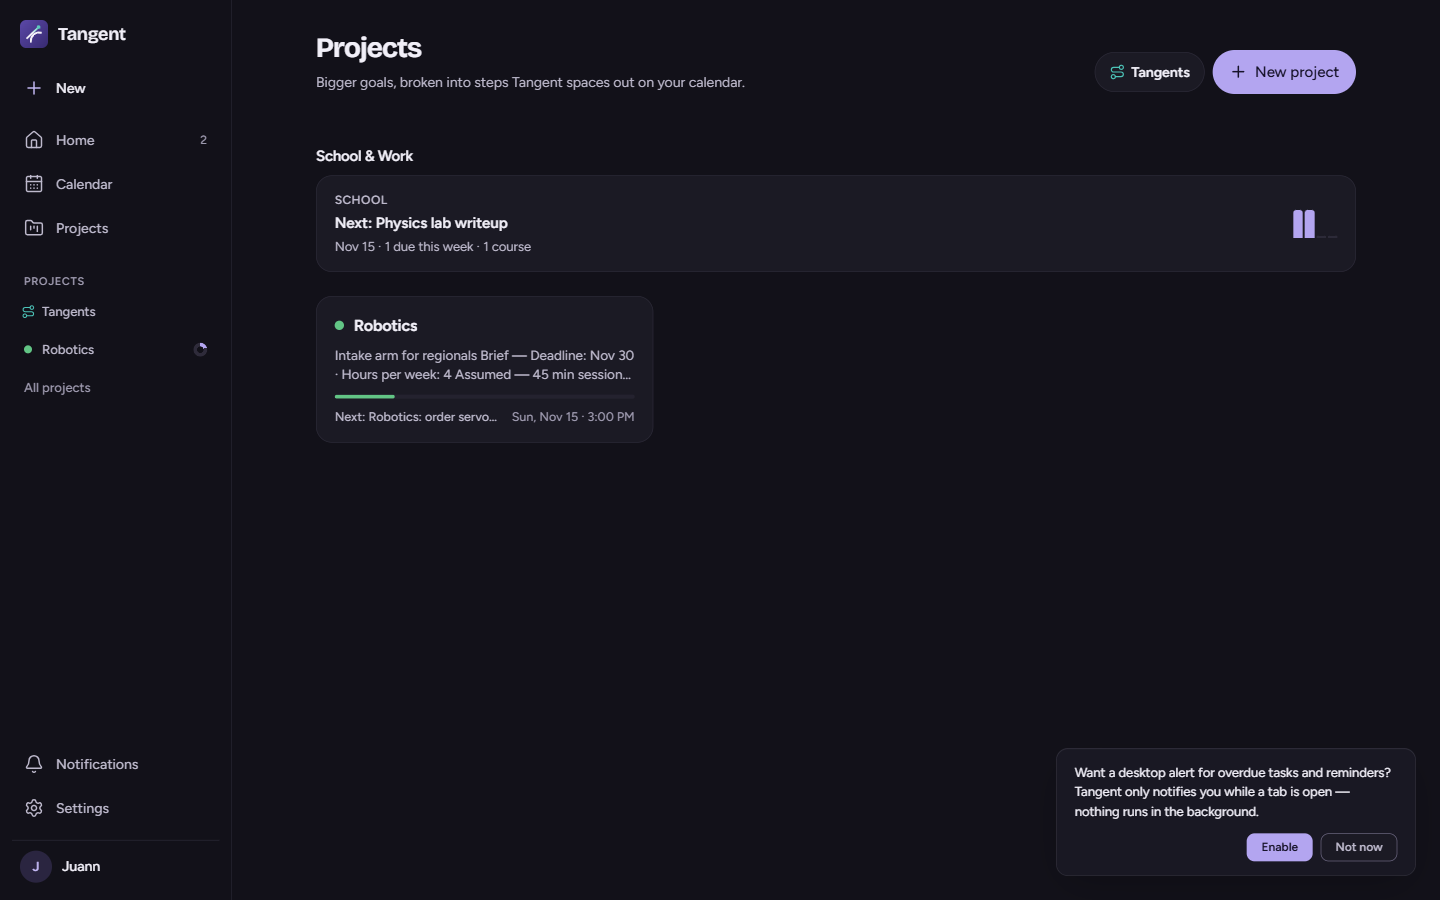 Tangent
New
Home 2
Calendar
Projects
PROJECTS
Tangents
Robotics
All projects
Notifications
Settings
J Juann
Projects
Bigger goals, broken into steps Tangent spaces out on your calendar.
Tangents
New project
School & Work
SCHOOL
Next: Physics lab writeup
Nov 15 · 1 due this week · 1 course
Robotics
Intake arm for regionals Brief — Deadline: Nov 30
· Hours per week: 4 Assumed — 45 min session...
Next: Robotics: order servo... Sun, Nov 15 · 3:00 PM
Want a desktop alert for overdue tasks and reminders?
Tangent only notifies you while a tab is open —
nothing runs in the background.
Enable Not now